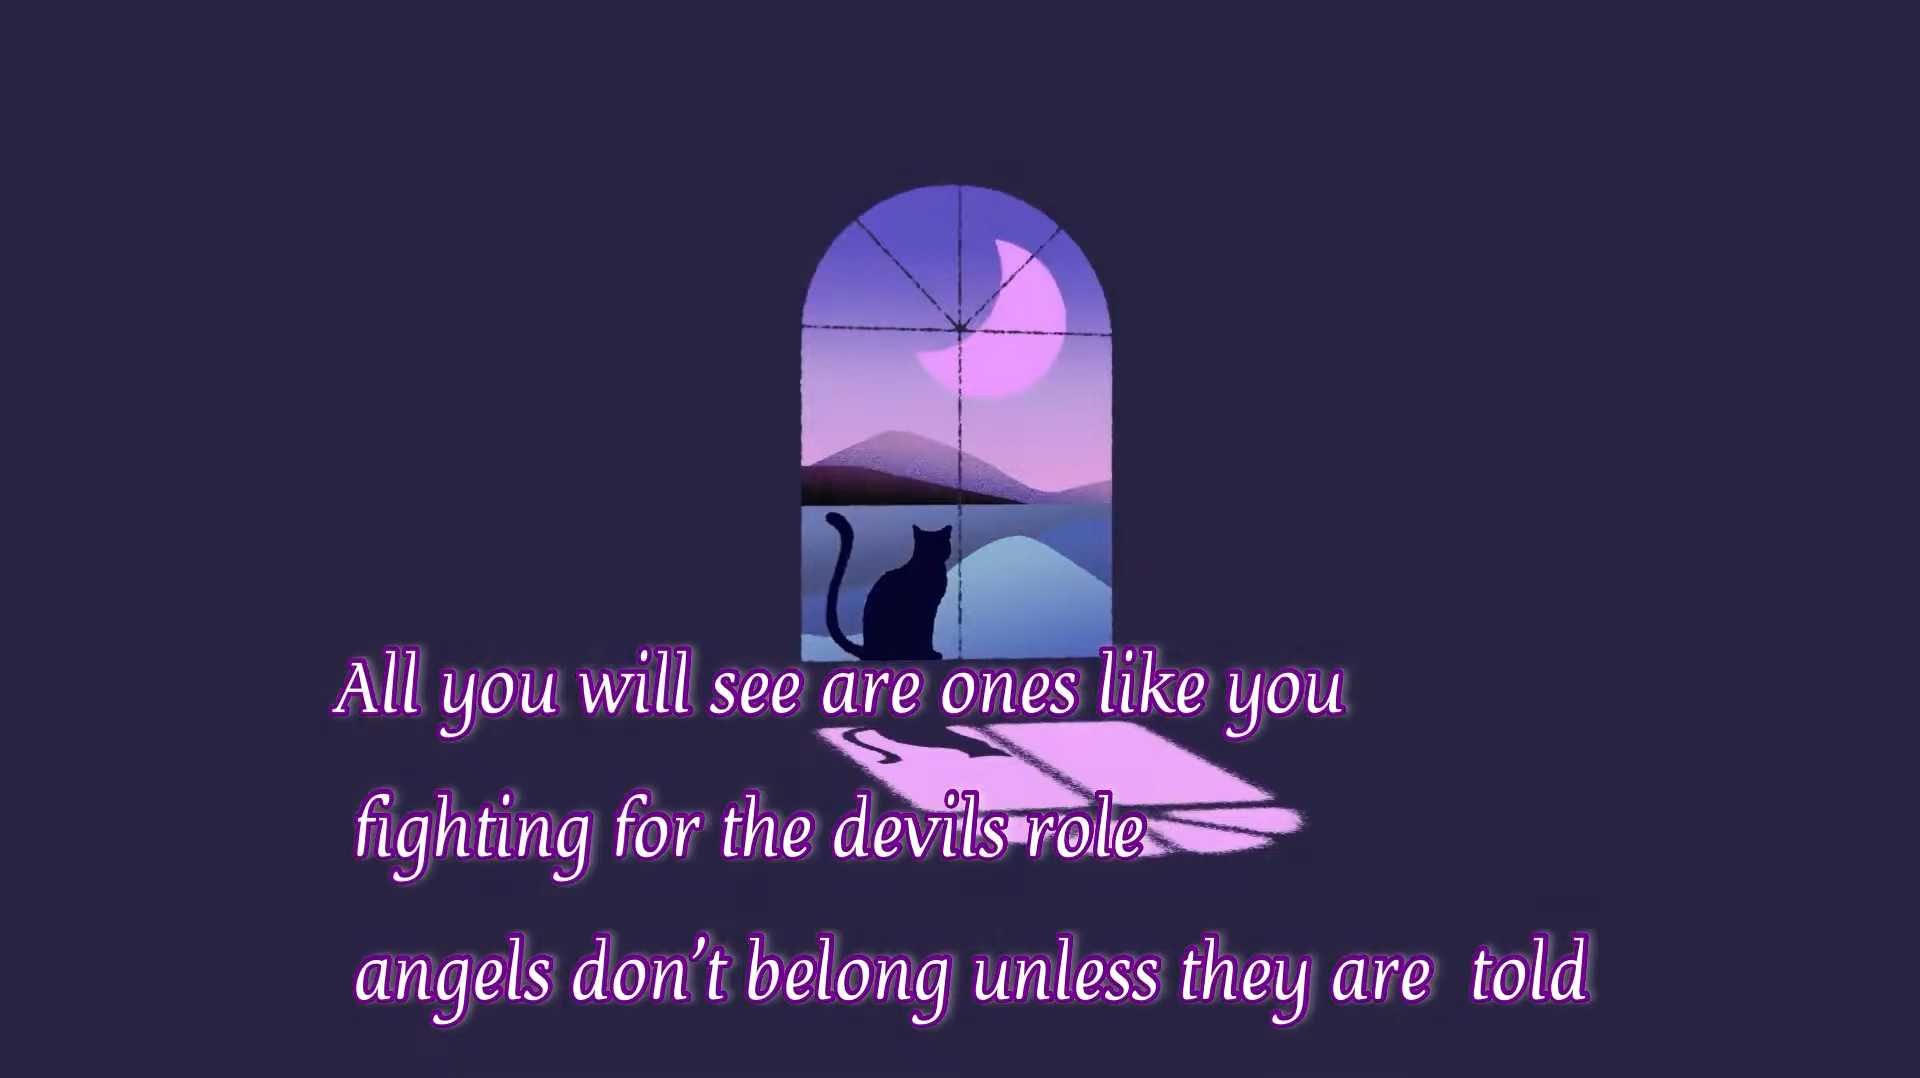 All you will see are ones like you
fighting for the devils role
angels don’t belong unless they are  told